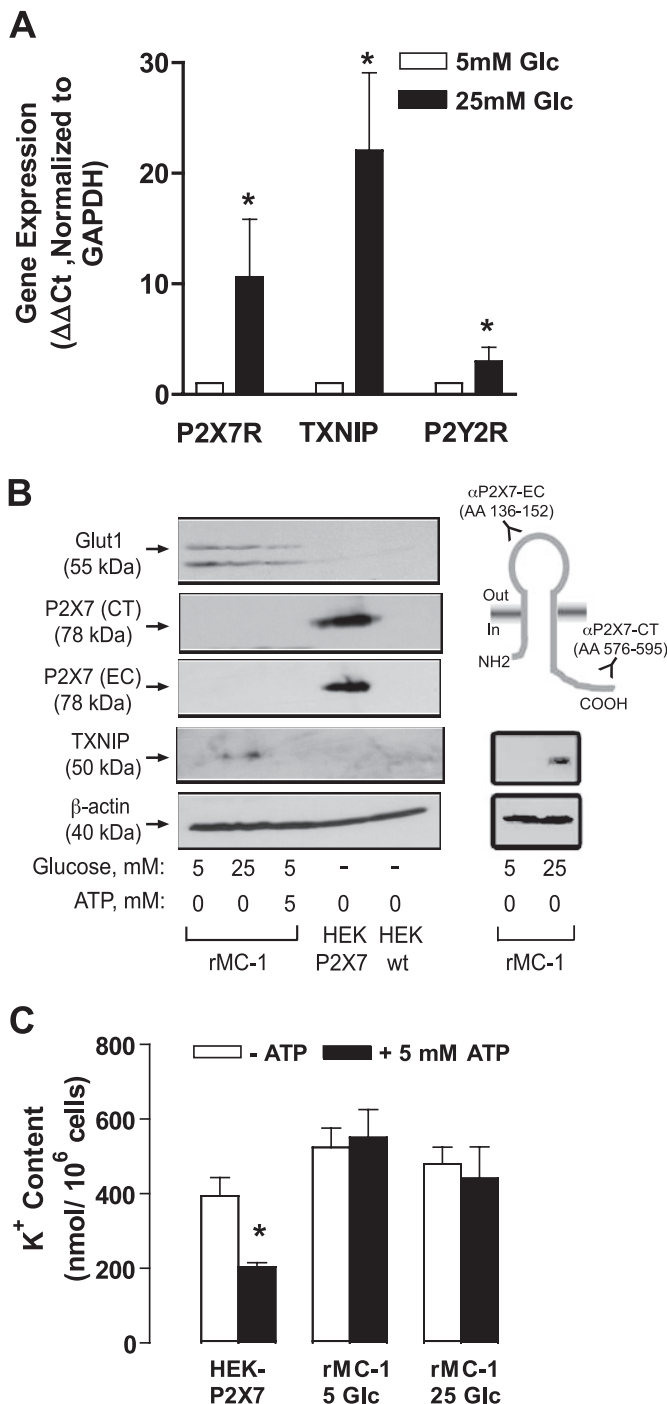 A
Gene Expression
(ΔΔCt ,Normalized to
GAPDH)
30
20
10
0
5mM Glc
25mM Glc
*
*
*
P2X7R TXNIP P2Y2R
B
Glut1
(55 kDa)
P2X7 (CT)
(78 kDa)
P2X7 (EC)
(78 kDa)
TXNIP
(50 kDa)
β-actin
(40 kDa)
Glucose, mM: 5 25 5 - -
ATP, mM: 0 0 5 0 0
rMC-1
HEK
P2X7
HEK
wt
αP2X7-EC
(AA 136-152)
Out
In
NH2
αP2X7-CT
(AA 576-595)
COOH
5 25
0 0
rMC-1
C
K+ Content
(nmol/ 10^6 cells)
800
600
400
200
0
- ATP
+ 5 mM ATP
*
HEK-
P2X7
rMC-1
5 Glc
rMC-1
25 Glc